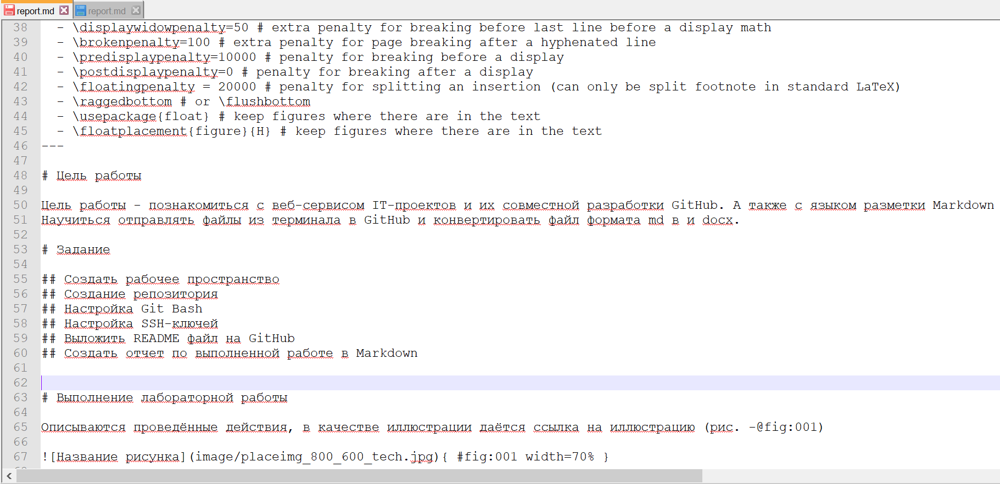 report.md report.md
38 - \displaywidowpenalty=50 # extra penalty for breaking before last line before a display math
39 - \brokenpenalty=100 # extra penalty for page breaking after a hyphenated line
40 - \predisplaypenalty=10000 # penalty for breaking before a display
41 - \postdisplaypenalty=0 # penalty for breaking after a display
42 - \floatingpenalty = 20000 # penalty for splitting an insertion (can only be split footnote in standard LaTeX)
43 - \raggedbottom # or \flushbottom
44 - \usepackage{float} # keep figures where there are in the text
45 - \floatplacement{figure}{H} # keep figures where there are in the text
46 ---
47
48 # Цель работы
49
50 Цель работы - познакомиться с веб-сервисом IT-проектов и их совместной разработки GitHub. А также с языком разметки Markdown
51 Научиться отправлять файлы из терминала в GitHub и конвертировать файл формата md в и docx.
52
53 # Задание
54
55 ## Создать рабочее пространство
56 ## Создание репозитория
57 ## Настройка Git Bash
58 ## Настройка SSH-ключей
59 ## Выложить README файл на GitHub
60 ## Создать отчет по выполненной работе в Markdown
61
62
63 # Выполнение лабораторной работы
64
65 Описываются проведённые действия, в качестве иллюстрации даётся ссылка на иллюстрацию (рис. -@fig:001)
66
67 ![Название рисунка](image/placeimg_800_600_tech.jpg){ #fig:001 width=70% }